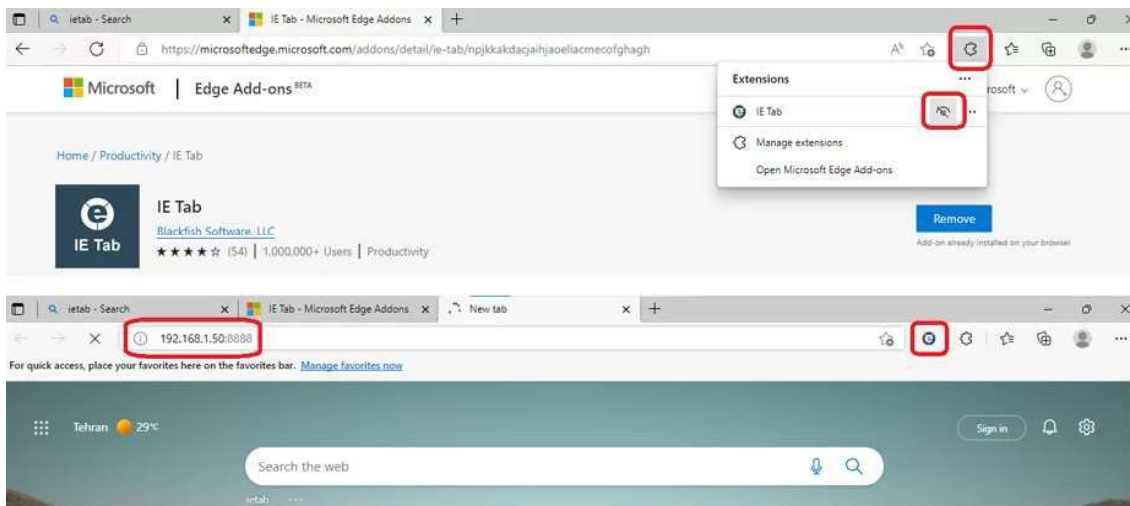 ietab - Search
IE Tab - Microsoft Edge Addons
https://microsoftedge.microsoft.com/addons/detail/ie-tab/npjkkakdacjaihjaoeliacmecofghagh
Microsoft | Edge Add-ons BETA
Extensions
rosoft
IE Tab
Manage extensions
Open Microsoft Edge Add-ons
Home / Productivity / IE Tab
IE Tab
IE Tab
Blackfish Software, LLC
(54) | 1,000,000+ Users | Productivity
Remove
Add-on already installed on your browser
ietab - Search
IE Tab - Microsoft Edge Addons
New tab
192.168.1.50:8888
For quick access, place your favorites here on the favorites bar. Manage favorites now
Tehran 29°C
Sign in
Search the web
ietab